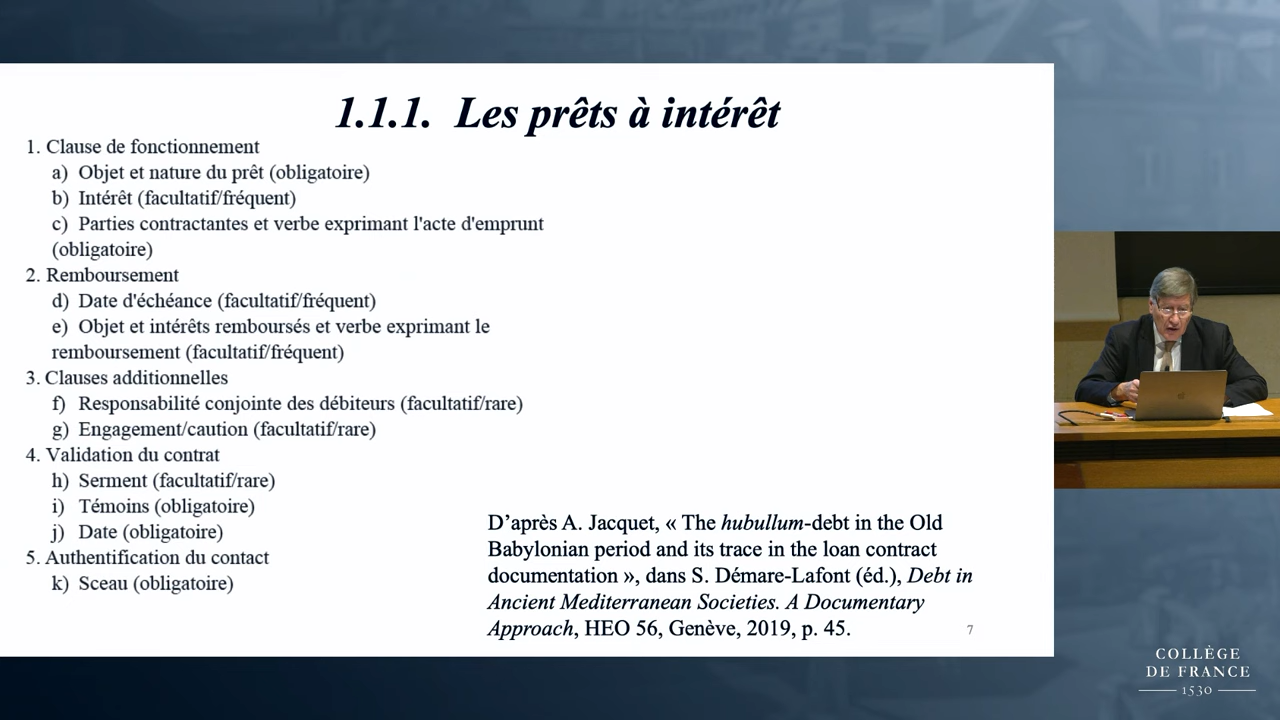 1.1.1. Les prêts à intérêt
1. Clause de fonctionnement
a) Objet et nature du prêt (obligatoire)
b) Intérêt (facultatif/fréquent)
c) Parties contractantes et verbe exprimant l'acte d'emprunt
(obligatoire)
2. Remboursement
d) Date d'échéance (facultatif/fréquent)
e) Objet et intérêts remboursés et verbe exprimant le
remboursement (facultatif/fréquent)
3. Clauses additionnelles
f) Responsabilité conjointe des débiteurs (facultatif/rare)
g) Engagement/caution (facultatif/rare)
4. Validation du contrat
h) Serment (facultatif/rare)
i) Témoins (obligatoire)
j) Date (obligatoire)
5. Authentification du contact
k) Sceau (obligatoire)
D'après A. Jacquet, « The hubullum-debt in the Old
Babylonian period and its trace in the loan contract
documentation », dans S. Démare-Lafont (éd.), Debt in
Ancient Mediterranean Societies. A Documentary
Approach, HEO 56, Genève, 2019, p. 45.
7
COLLÈGE
DE FRANCE
1530